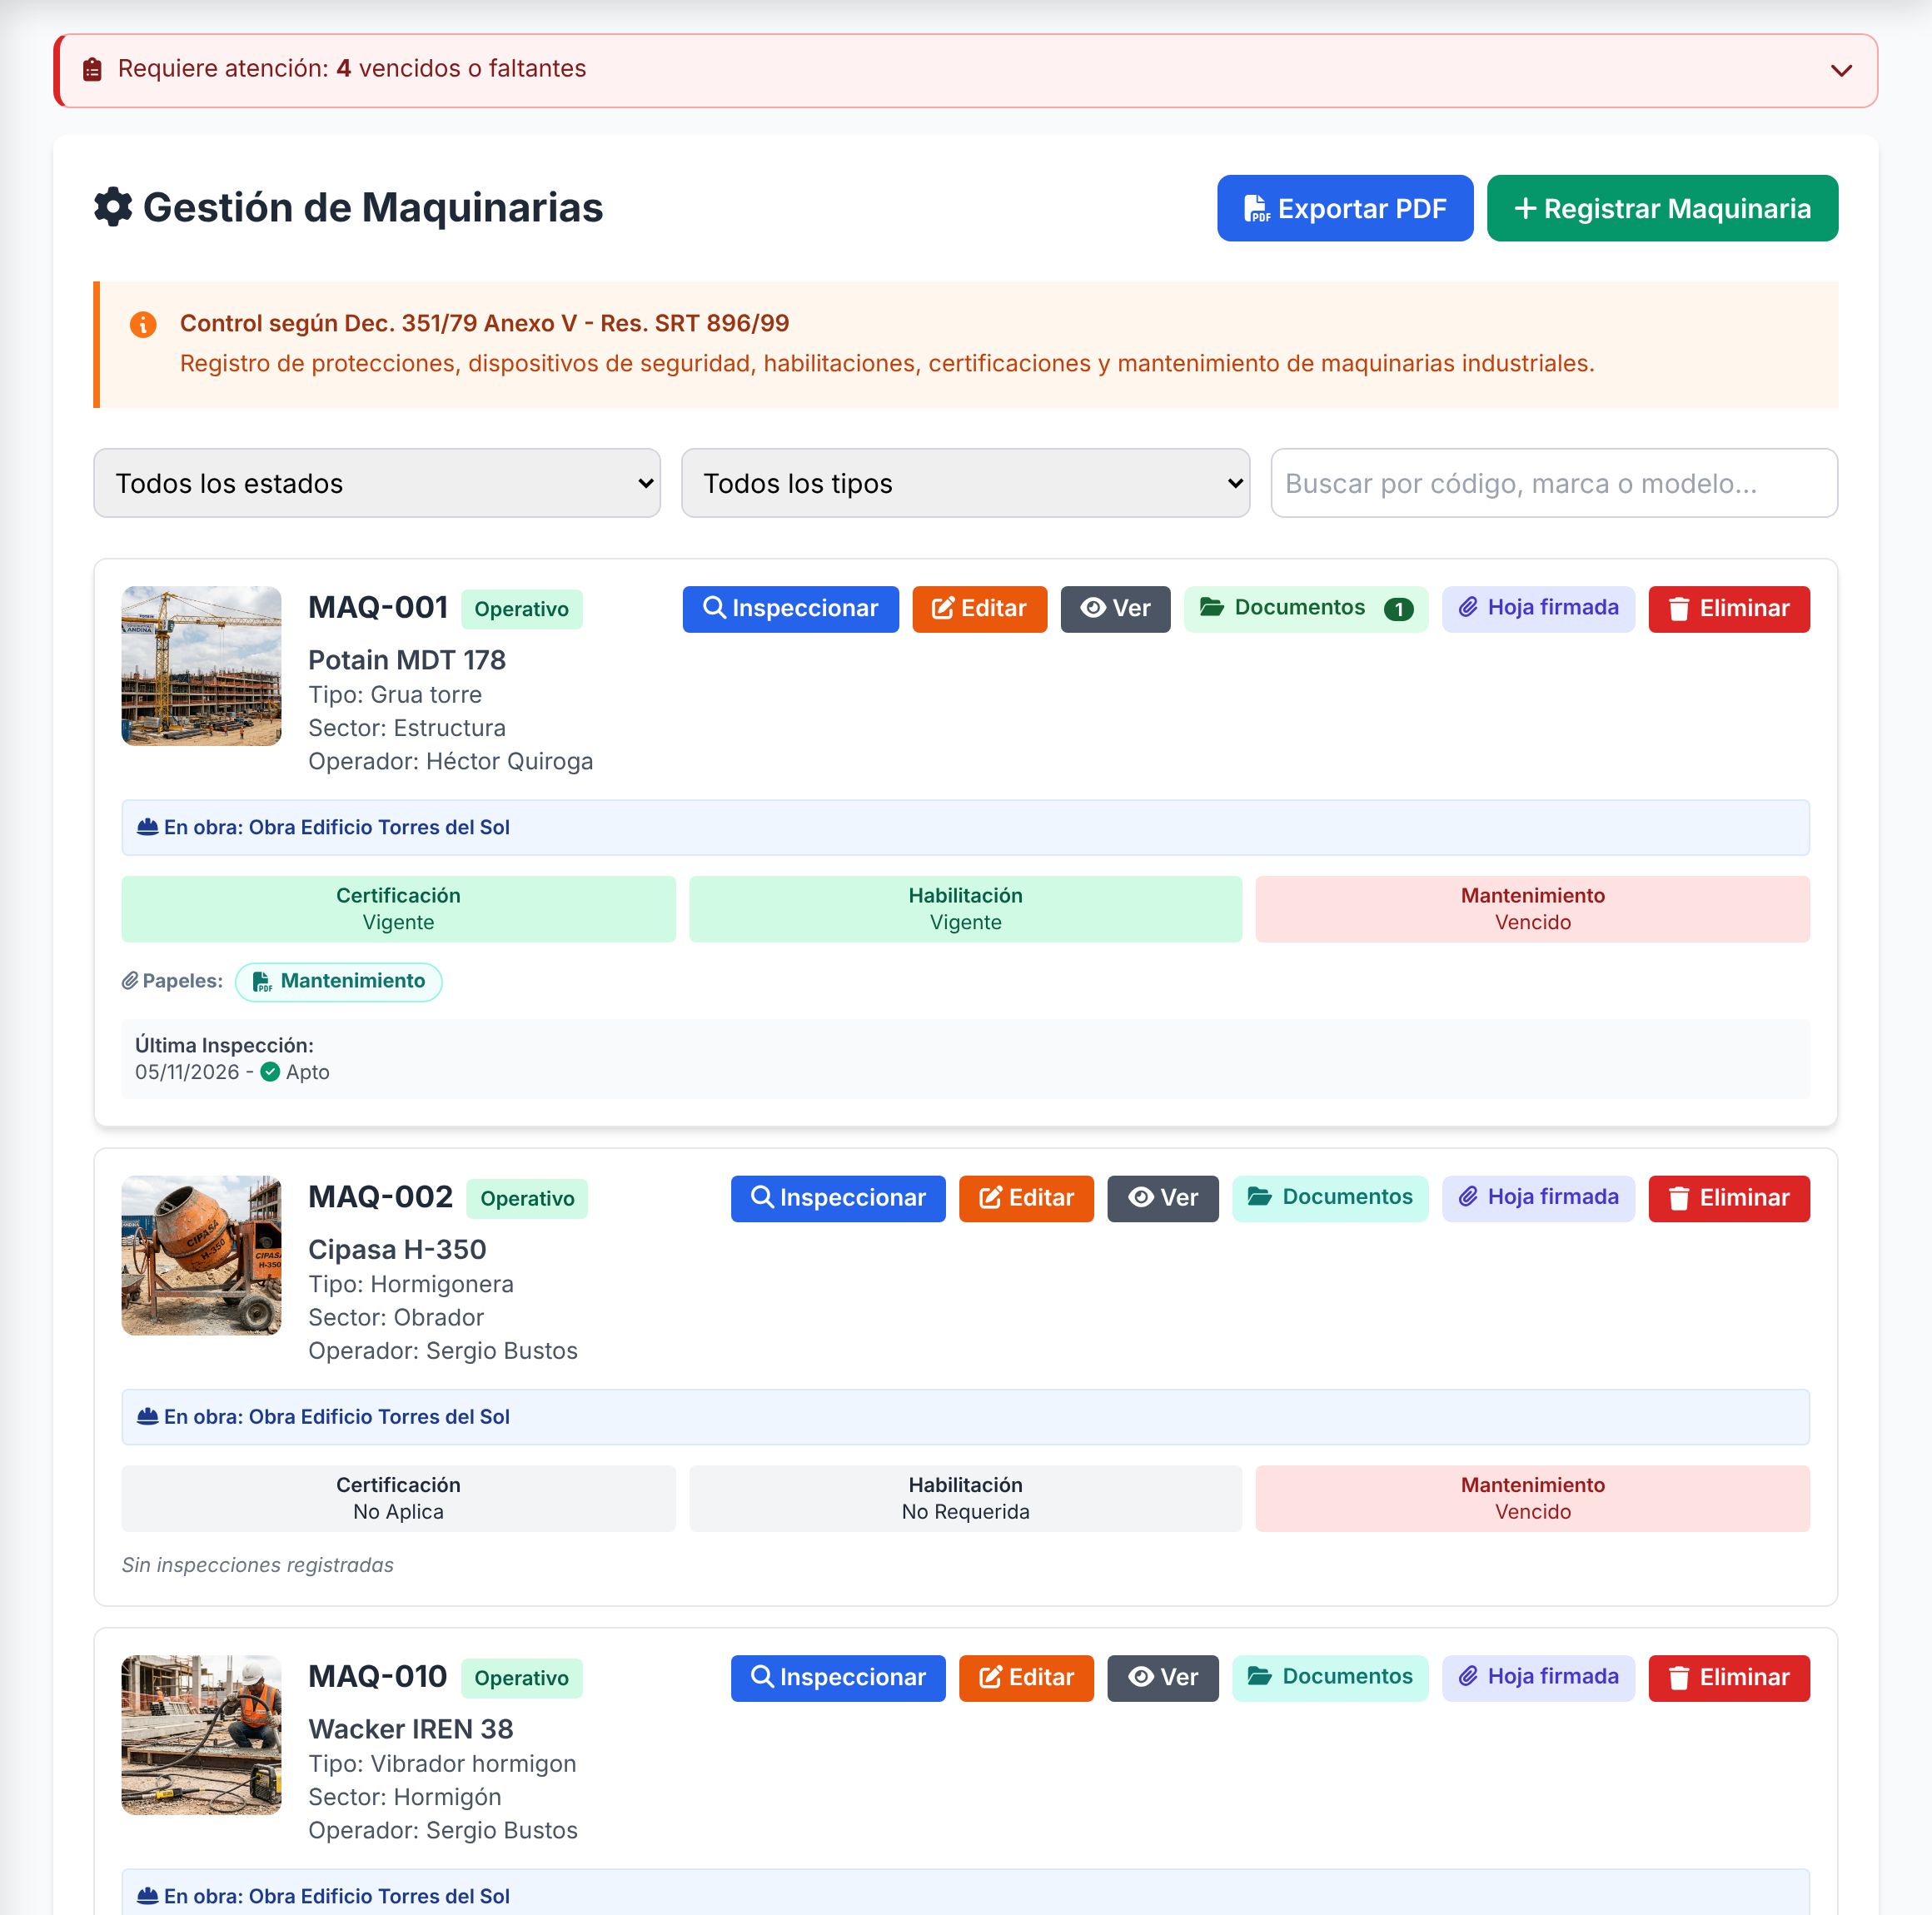 Requiere atención: 4 vencidos o faltantes
Gestión de Maquinarias
Exportar PDF
Registrar Maquinaria
Control según Dec. 351/79 Anexo V - Res. SRT 896/99
Registro de protecciones, dispositivos de seguridad, habilitaciones, certificaciones y mantenimiento de maquinarias industriales.
Todos los estados
Todos los tipos
Buscar por código, marca o modelo...
MAQ-001 Operativo
Inspeccionar Editar Ver Documentos 1 Hoja firmada Eliminar
Potain MDT 178
Tipo: Grua torre
Sector: Estructura
Operador: Héctor Quiroga
ANDINA
En obra: Obra Edificio Torres del Sol
Certificación
Vigente
Habilitación
Vigente
Mantenimiento
Vencido
Papeles: PDF Mantenimiento
Última Inspección:
05/11/2026 - Apto
MAQ-002 Operativo
Inspeccionar Editar Ver Documentos Hoja firmada Eliminar
Cipasa H-350
Tipo: Hormigonera
Sector: Obrador
Operador: Sergio Bustos
CIPASA
H-350
CIPASA
H-350
En obra: Obra Edificio Torres del Sol
Certificación
No Aplica
Habilitación
No Requerida
Mantenimiento
Vencido
Sin inspecciones registradas
MAQ-010 Operativo
Inspeccionar Editar Ver Documentos Hoja firmada Eliminar
Wacker IREN 38
Tipo: Vibrador hormigon
Sector: Hormigón
Operador: Sergio Bustos
En obra: Obra Edificio Torres del Sol